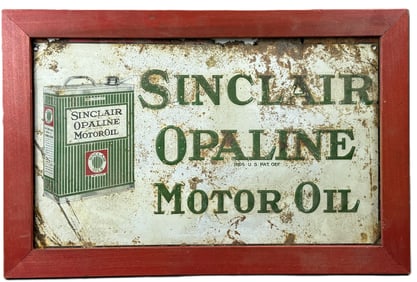 SINCLAIR
OPALINE
MOTOR OIL
SINCLAIR
OPALINE
REG. U.S. PAT. OFF.
MOTOR OIL